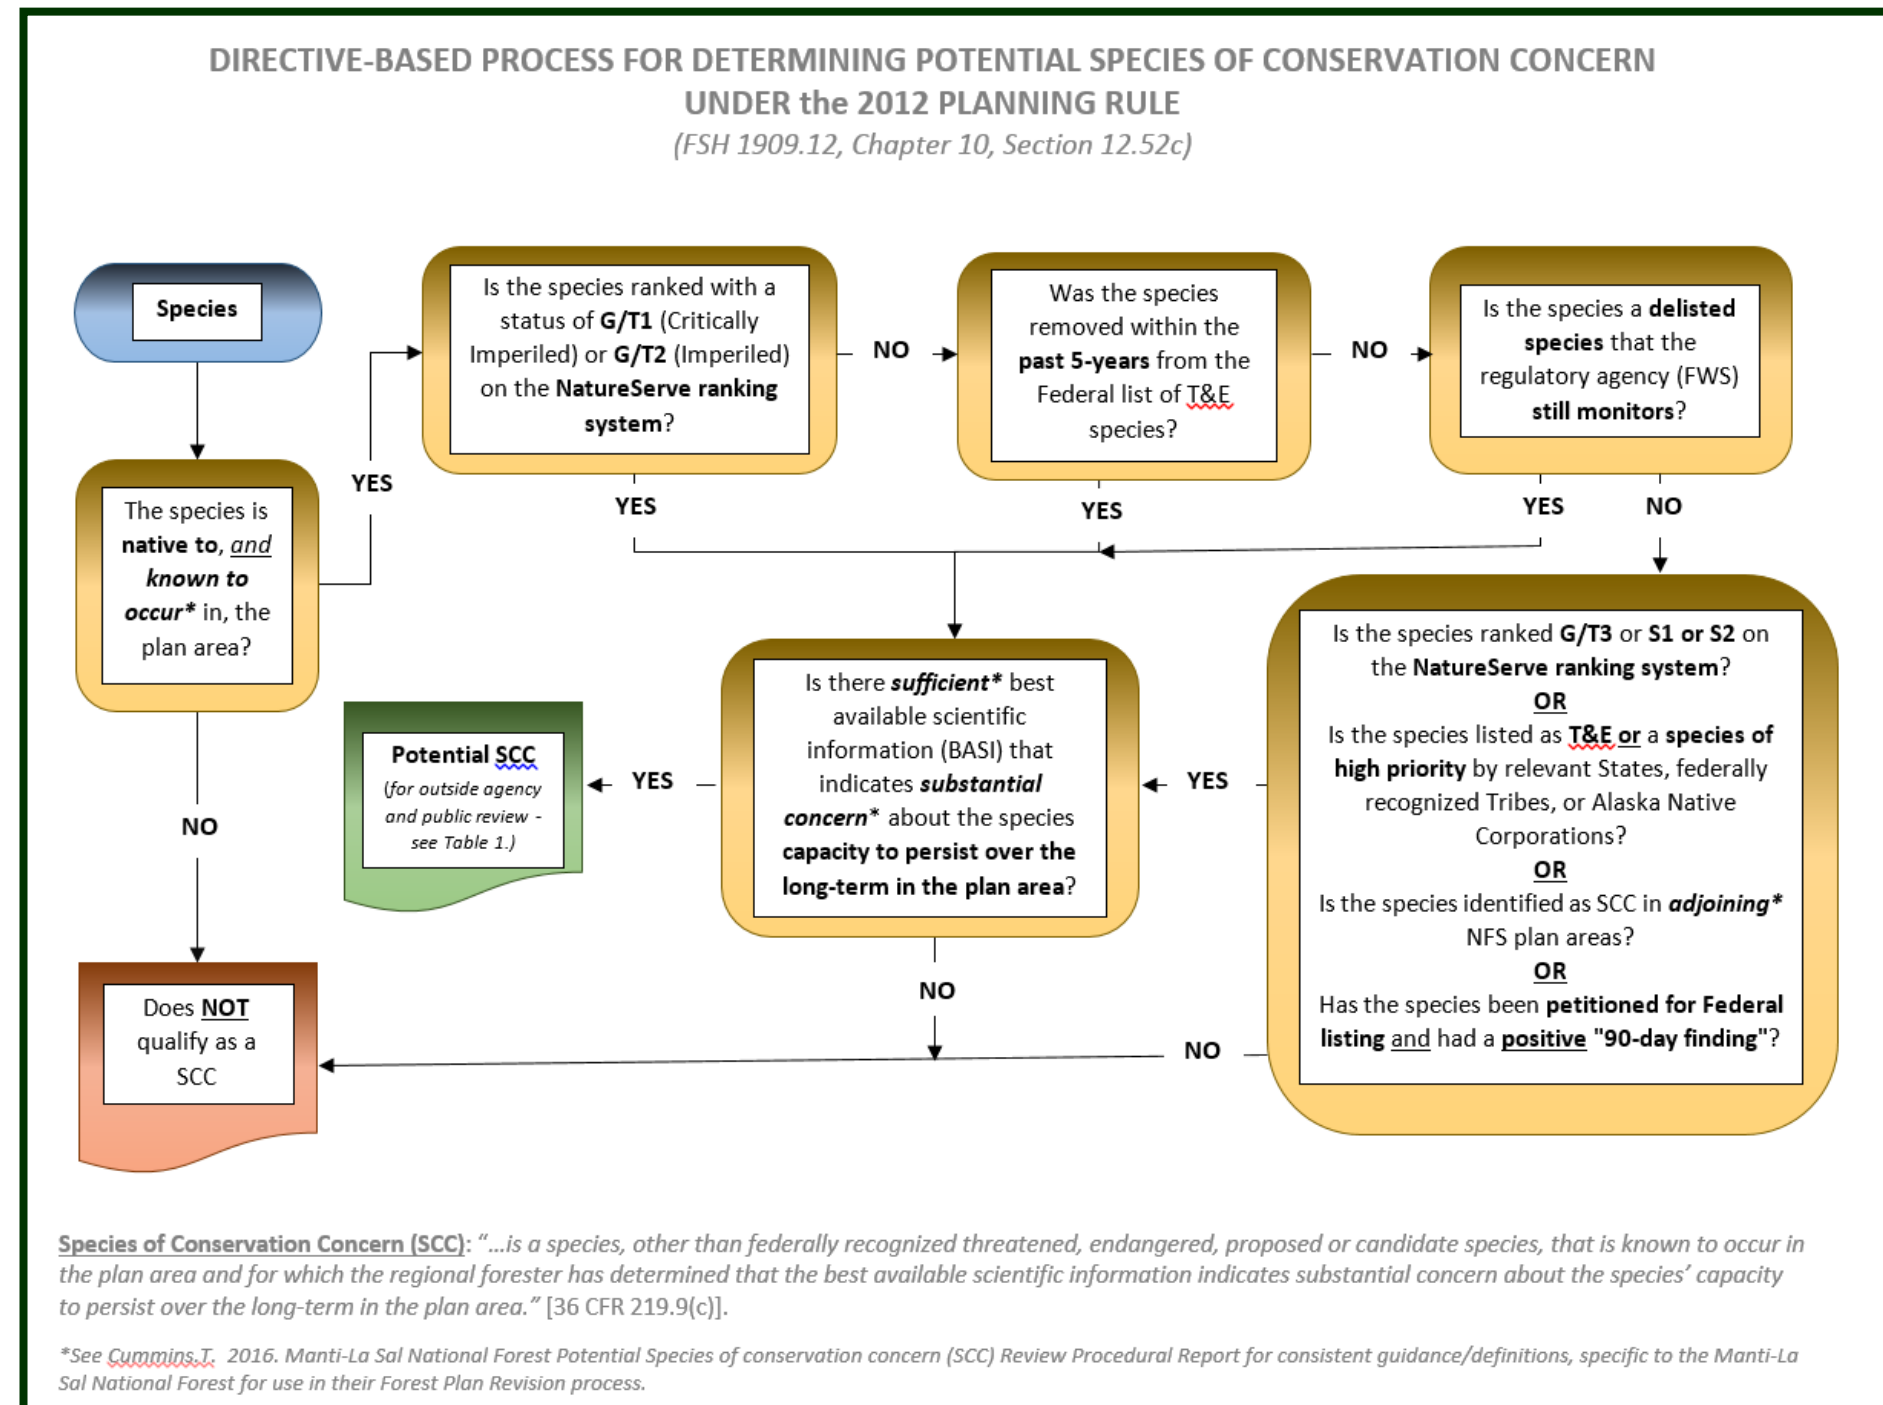 DIRECTIVE-BASED PROCESS FOR DETERMINING POTENTIAL SPECIES OF CONSERVATION CONCERN
UNDER the 2012 PLANNING RULE
(FSH 1909.12, Chapter 10, Section 12.52c)
Species
The species is
native to, and
known to
occur* in, the
plan area?
YES
NO
Is the species ranked with a
status of G/T1 (Critically
Imperiled) or G/T2 (Imperiled)
on the NatureServe ranking
system?
NO
YES
Was the species
removed within the
past 5-years from the
Federal list of T&E
species?
NO
YES
Is the species a delisted
species that the
regulatory agency (FWS)
still monitors?
YES
NO
Is the species ranked G/T3 or S1 or S2 on
the NatureServe ranking system?
OR
Is the species listed as T&E or a species of
high priority by relevant States, federally
recognized Tribes, or Alaska Native
Corporations?
OR
Is the species identified as SCC in adjoining*
NFS plan areas?
OR
Has the species been petitioned for Federal
listing and had a positive "90-day finding"?
YES
NO
Is there sufficient* best
available scientific
information (BASI) that
indicates substantial
concern* about the species
capacity to persist over the
long-term in the plan area?
YES
NO
Potential SCC
(for outside agency
and public review -
see Table 1.)
Does NOT
qualify as a
SCC
Species of Conservation Concern (SCC): “…is a species, other than federally recognized threatened, endangered, proposed or candidate species, that is known to occur in
the plan area and for which the regional forester has determined that the best available scientific information indicates substantial concern about the species’ capacity
to persist over the long-term in the plan area.” [36 CFR 219.9(c)].
*See Cummins.T. 2016. Manti-La Sal National Forest Potential Species of conservation concern (SCC) Review Procedural Report for consistent guidance/definitions, specific to the Manti-La
Sal National Forest for use in their Forest Plan Revision process.